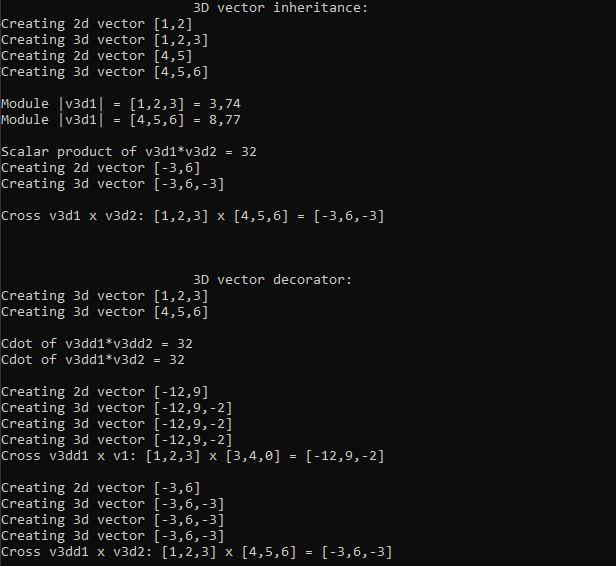 3D vector inheritance:
Creating 2d vector [1,2]
Creating 3d vector [1,2,3]
Creating 2d vector [4,5]
Creating 3d vector [4,5,6]
Module |v3d1| = [1,2,3] = 3,74
Module |v3d1| = [4,5,6] = 8,77
Scalar product of v3d1*v3d2 = 32
Creating 2d vector [-3,6]
Creating 3d vector [-3,6,-3]
Cross v3d1 x v3d2: [1,2,3] x [4,5,6] = [-3,6,-3]
3D vector decorator:
Creating 3d vector [1,2,3]
Creating 3d vector [4,5,6]
Cdot of v3dd1*v3dd2 = 32
Cdot of v3dd1*v3d2 = 32
Creating 2d vector [-12,9]
Creating 3d vector [-12,9,-2]
Creating 3d vector [-12,9,-2]
Creating 3d vector [-12,9,-2]
Cross v3dd1 x v1: [1,2,3] x [3,4,0] = [-12,9,-2]
Creating 2d vector [-3,6]
Creating 3d vector [-3,6,-3]
Creating 3d vector [-3,6,-3]
Creating 3d vector [-3,6,-3]
Cross v3dd1 x v3d2: [1,2,3] x [4,5,6] = [-3,6,-3]